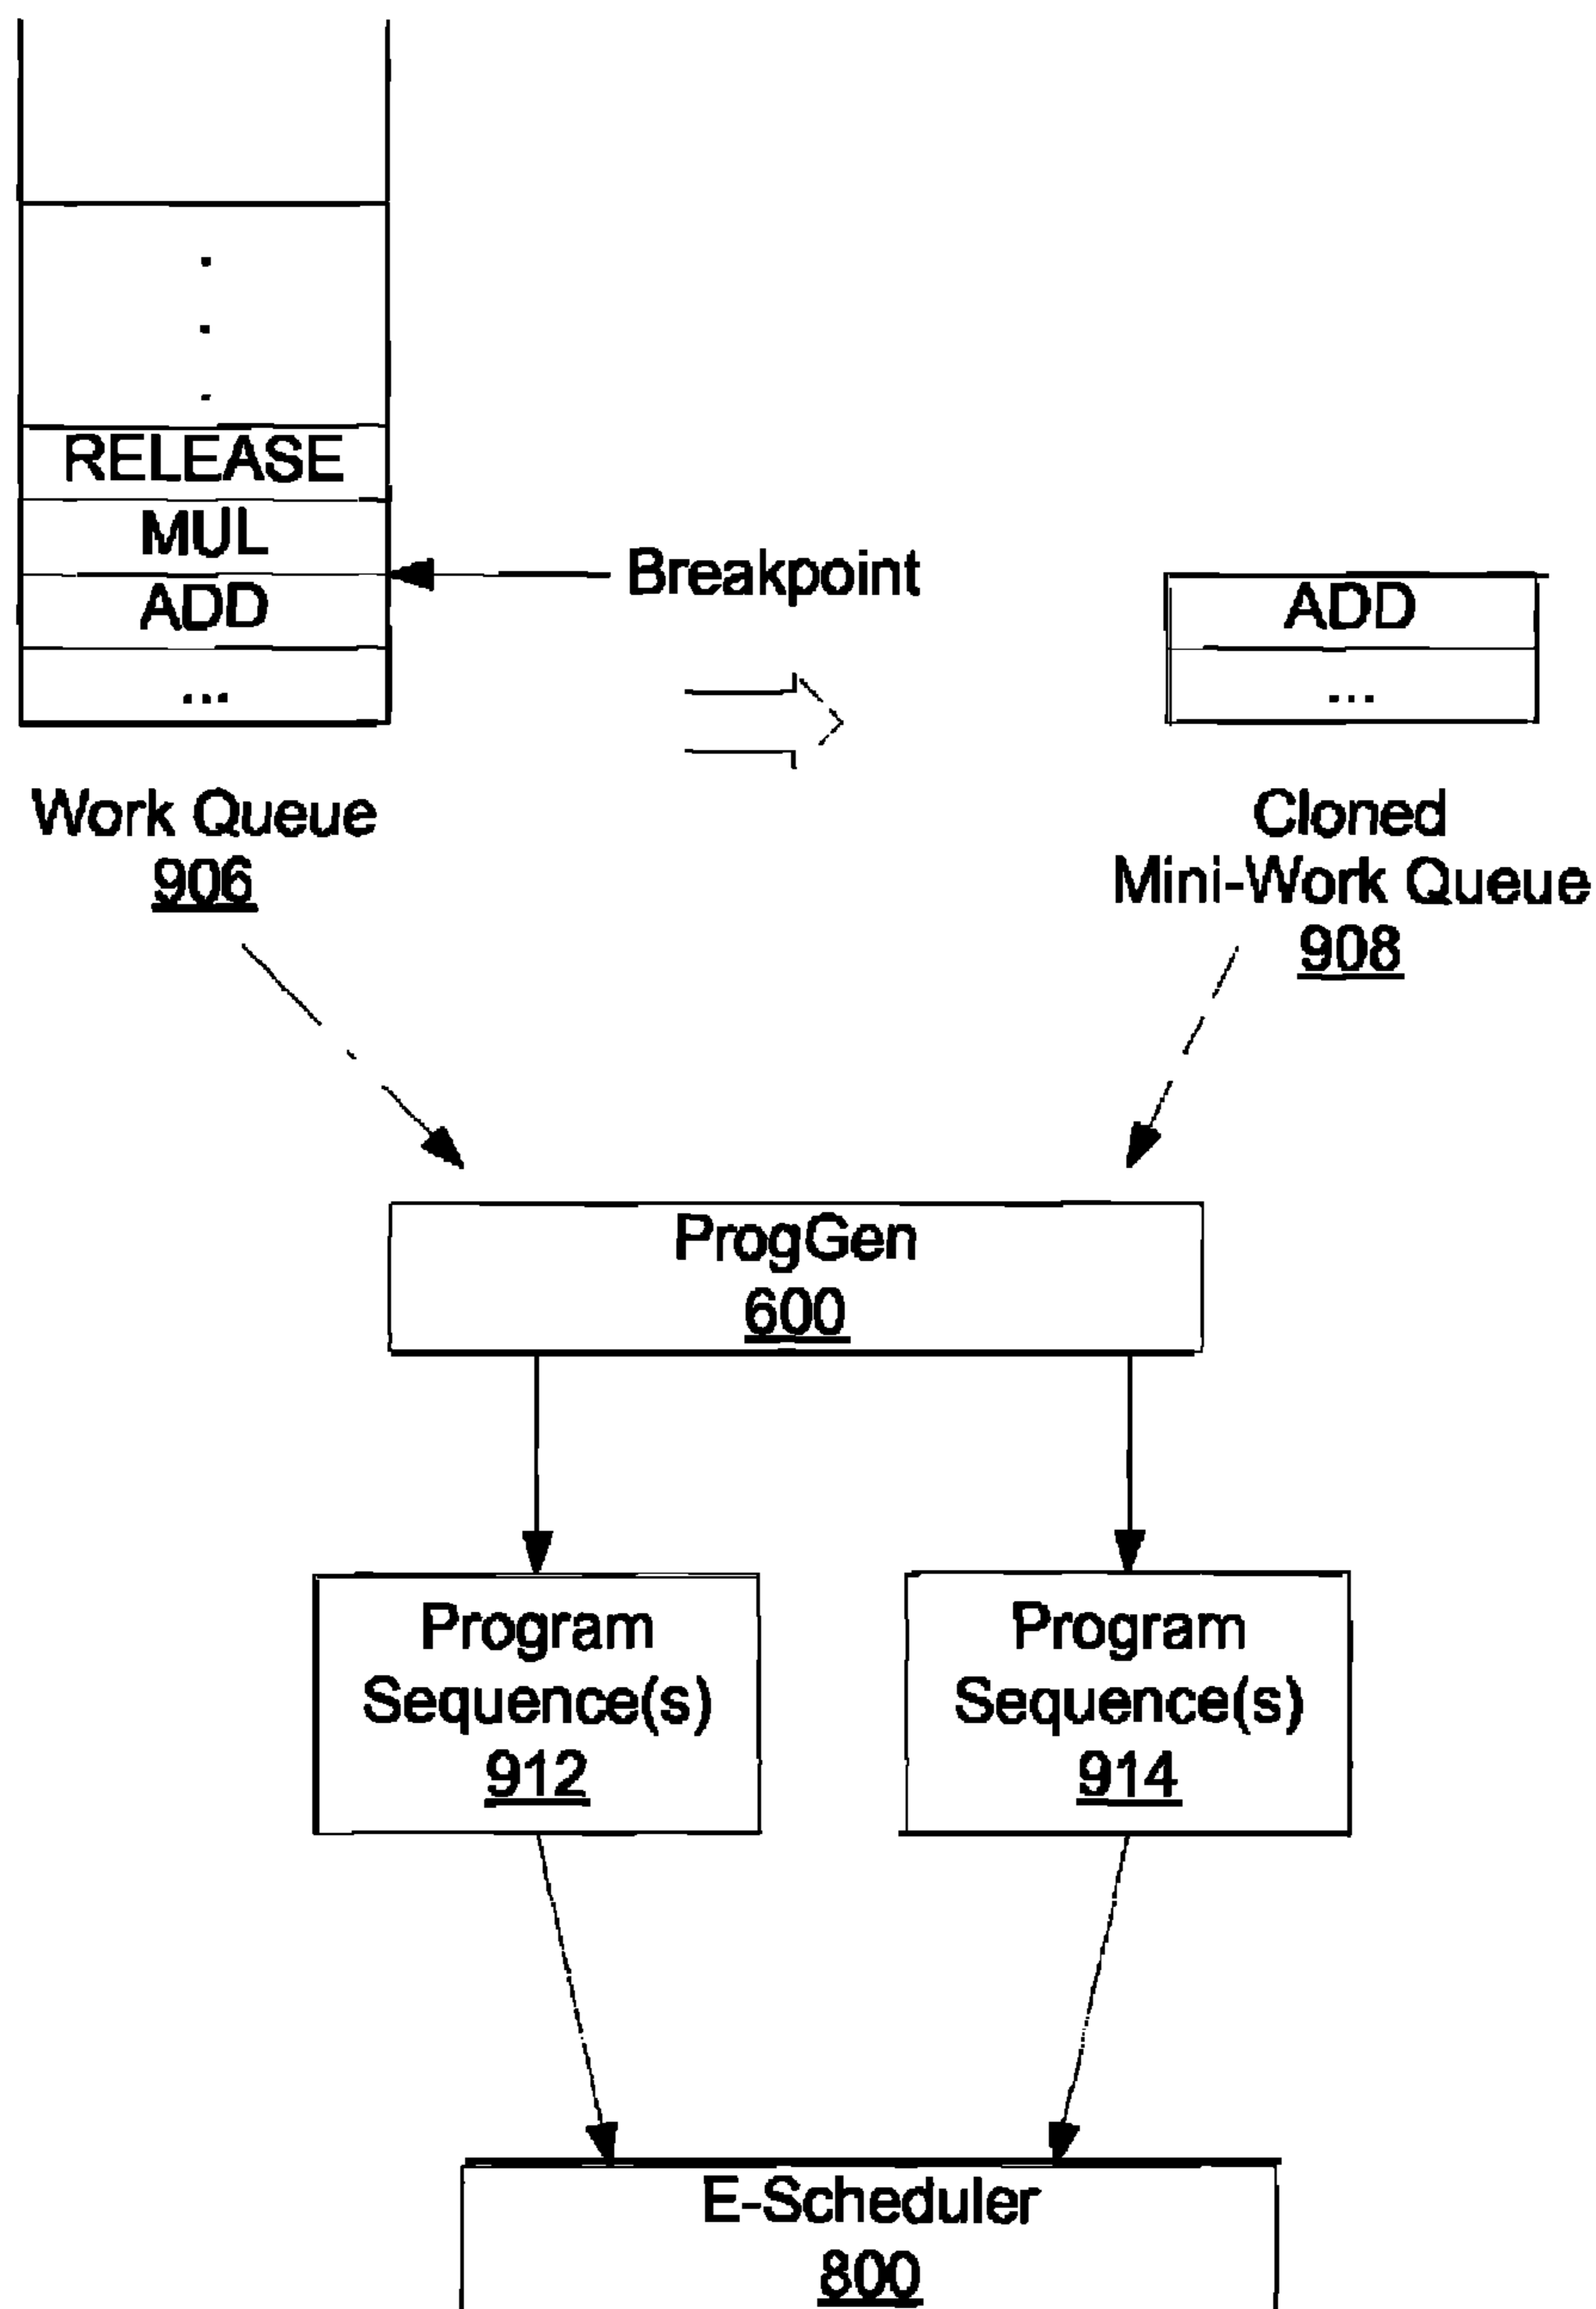 RELEASE
MUL
ADD
...
Breakpoint
ADD
...
Work Queue
906
Cloned
Mini-Work Queue
908
ProgGen
600
Program
Sequence(s)
912
Program
Sequence(s)
914
E-Scheduler
800